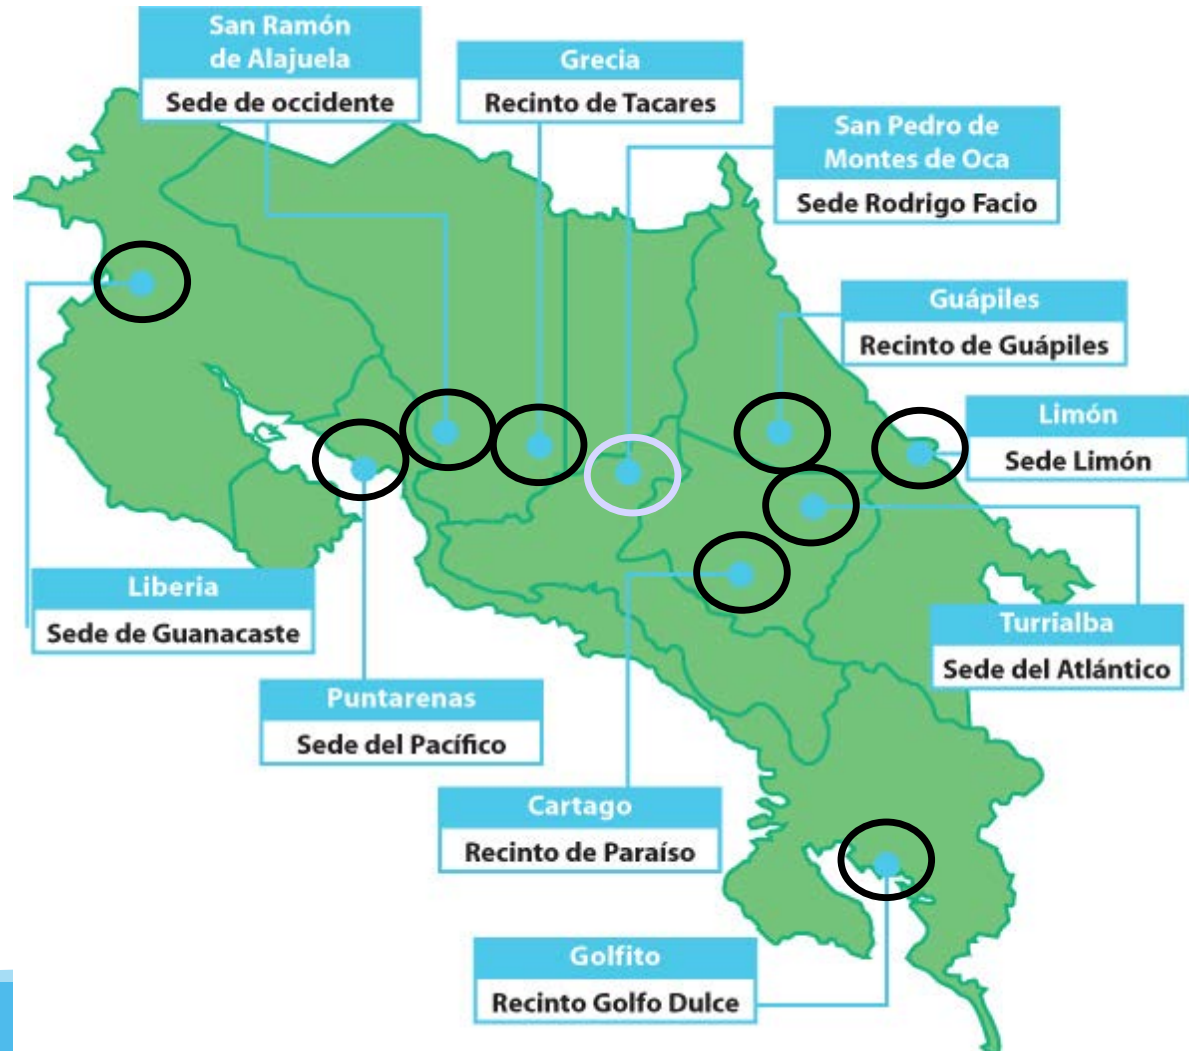 San Ramón
de Alajuela
Sede de occidente
Grecia
Recinto de Tacares
San Pedro de
Montes de Oca
Sede Rodrigo Facio
Guápiles
Recinto de Guápiles
Limón
Sede Limón
Liberia
Sede de Guanacaste
Turrialba
Sede del Atlántico
Puntarenas
Sede del Pacífico
Cartago
Recinto de Paraíso
Golfito
Recinto Golfo Dulce